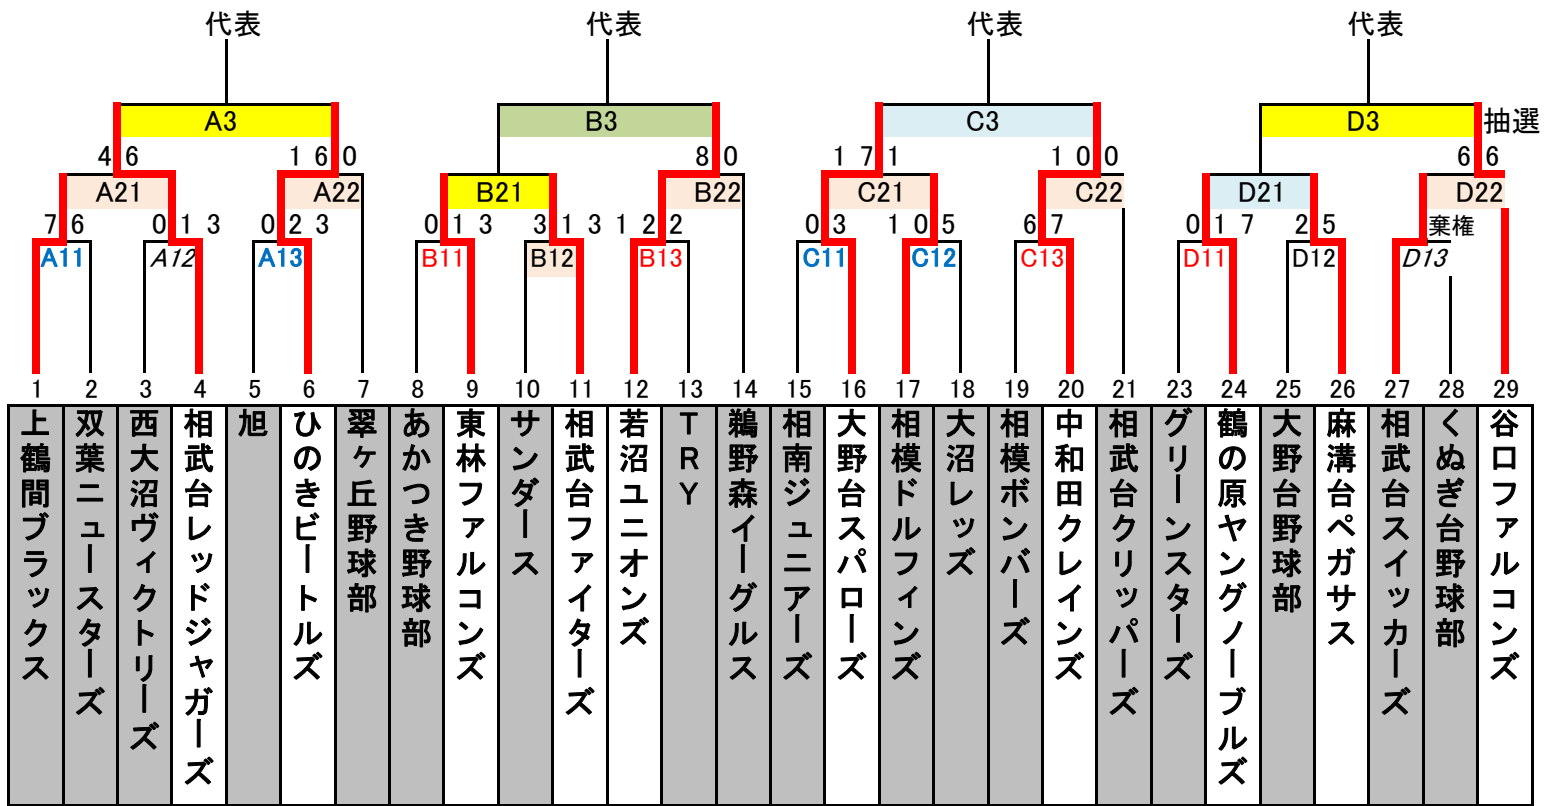 代表 代表 代表 代表
A3 B3 C3 D3 抽選
4 6 1 6 0 8 0 1 7 1 1 0 0 6 6
A21 A22 B21 B22 C21 C22 D21 D22
7 6 0 1 3 0 2 3 0 1 3 3 1 3 1 2 2 0 3 1 0 5 6 7 0 1 7 2 5 棄権
A11 A12 A13 B11 B12 B13 C11 C12 C13 D11 D12 D13
1 2 3 4 5 6 7 8 9 10 11 12 13 14 15 16 17 18 19 20 21 23 24 25 26 27 28 29
上鶴間ブラックス
双葉ニュースターズ
西大沼ヴィクトリーズ
相武台レッドジャガーズ
旭
ひのきビートルズ
翠ヶ丘野球部
あかつき野球部
東林ファルコンズ
サンダース
相武台ファイターズ
若沼ユニオンズ
TRY
鵜野森イーグルス
相南ジュニアーズ
大野台スパローズ
相模ドルフィンズ
大沼レッズ
相模ボンバーズ
中和田クレインズ
相武台クリッパーズ
グリーンスターズ
鶴の原ヤングノーブルズ
大野台野球部
麻溝台ペガサス
相武台スイッカーズ
くぬぎ台野球部
谷口ファルコンズ